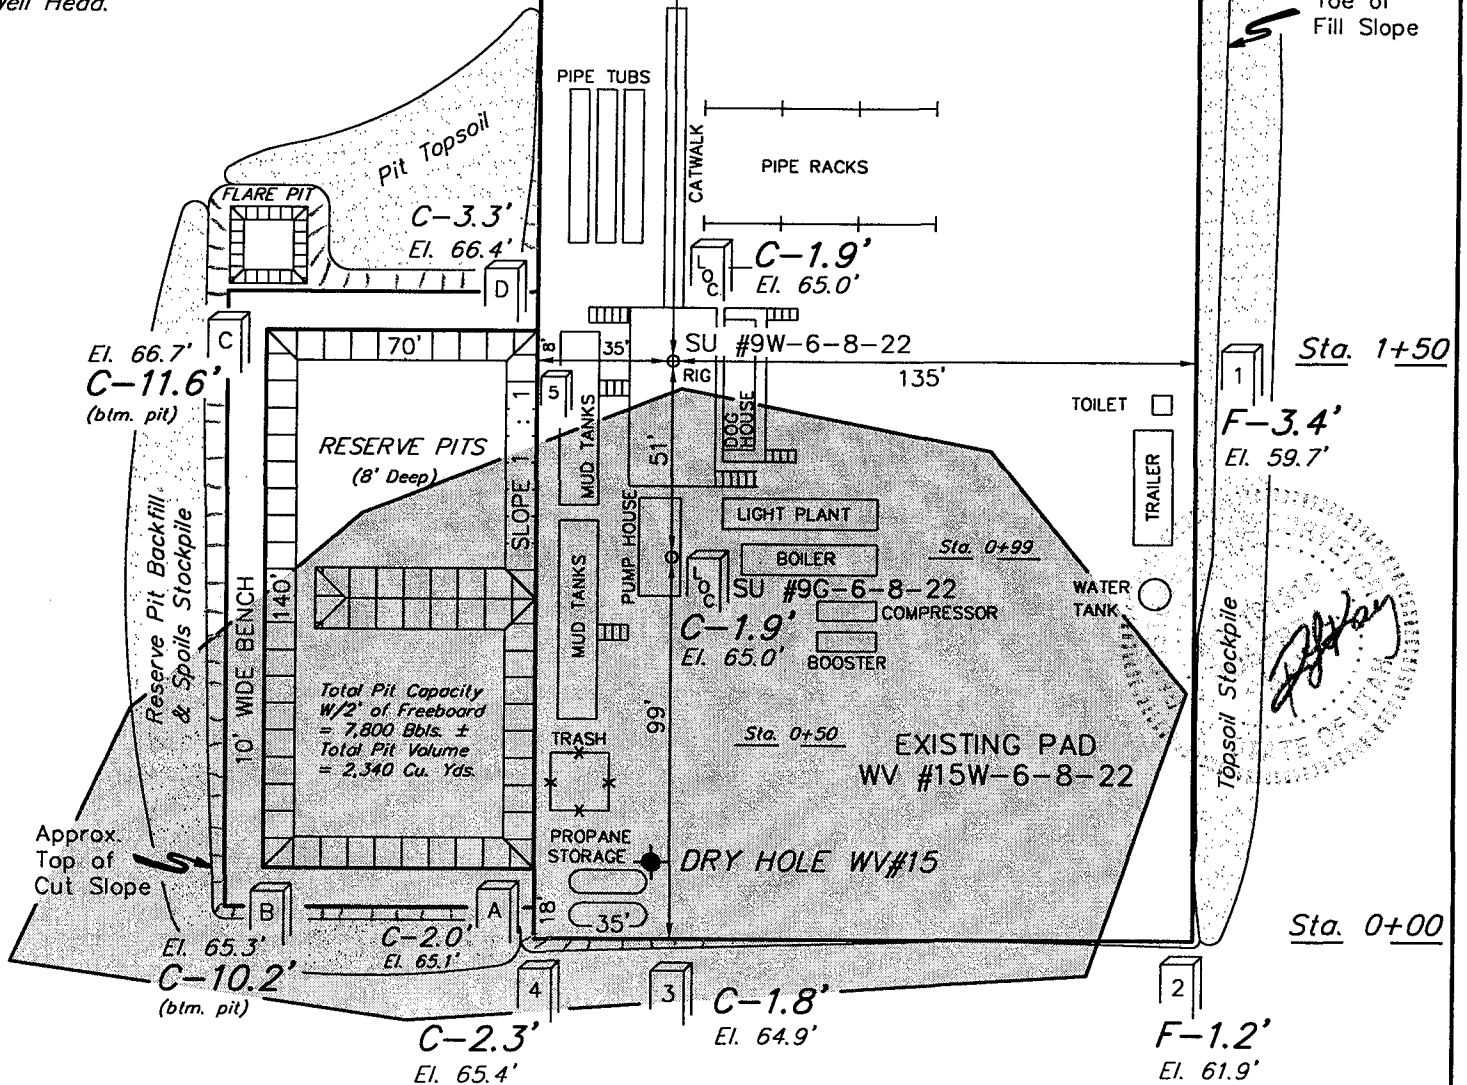 Well Head.
Toe of
Fill Slope
PIPE TUBS
CATWALK
PIPE RACKS
Pit Topsoil
FLARE PIT
C-3.3'
El. 66.4'
D
LOC.
C-1.9'
El. 65.0'
C
El. 66.7'
C-11.6'
(btm. pit)
70'
8'
35'
SU #9W-6-8-22
RIG
135'
1
Sta. 1+50
F-3.4'
El. 59.7'
5
MUD TANKS
DOG HOUSE
TOILET
TRAILER
RESERVE PITS
(8' Deep)
SLOPE 1 : 1
51'
PUMP HOUSE
LIGHT PLANT
BOILER
Sta. 0+99
LOC.
SU #9G-6-8-22
C-1.9'
El. 65.0'
COMPRESSOR
BOOSTER
WATER
TANK
Reserve Pit Backfill
& Spoils Stockpile
10' WIDE BENCH
140'
MUD TANKS
Total Pit Capacity
W/2' of Freeboard
= 7,800 Bbls. ±
Total Pit Volume
= 2,340 Cu. Yds.
TRASH
99'
Sta. 0+50
EXISTING PAD
WV #15W-6-8-22
Topsoil Stockpile
STATE OF UTAH
Approx.
Top of
Cut Slope
PROPANE
STORAGE
DRY HOLE WV#15
35'
18'
B
A
El. 65.3'
C-10.2'
(btm. pit)
C-2.0'
El. 65.1'
Sta. 0+00
4
3
2
C-2.3'
El. 65.4'
C-1.8'
El. 64.9'
F-1.2'
El. 61.9'